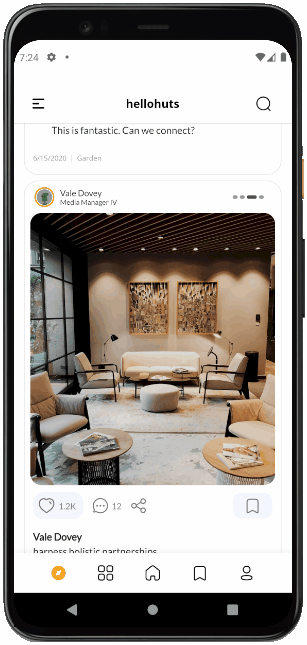 7:24
hellohuts
This is fantastic. Can we connect?
6/15/2020 | Garden
Vale Dovey
Media Manager IV
1.2K
12
Vale Dovey
harness holistic partnerships